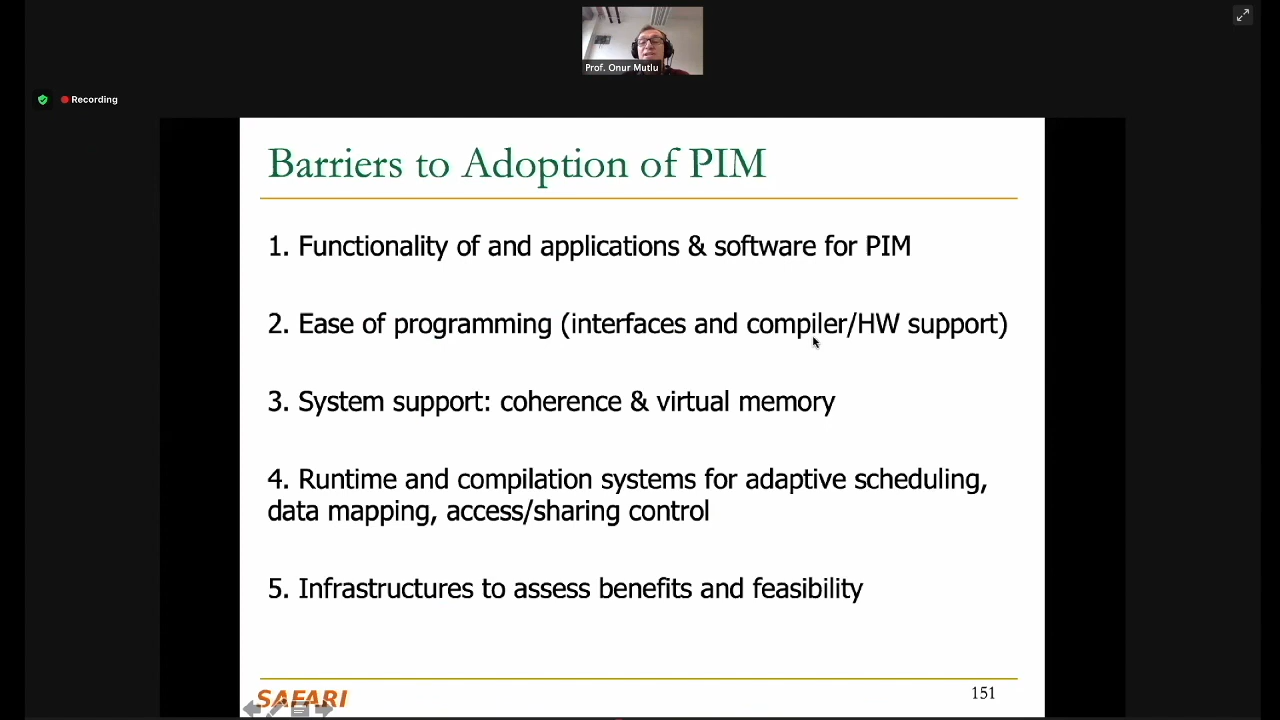 Prof. Onur Mutlu
Recording
Barriers to Adoption of PIM
1. Functionality of and applications & software for PIM
2. Ease of programming (interfaces and compiler/HW support)
3. System support: coherence & virtual memory
4. Runtime and compilation systems for adaptive scheduling,
data mapping, access/sharing control
5. Infrastructures to assess benefits and feasibility
SAFARI
151